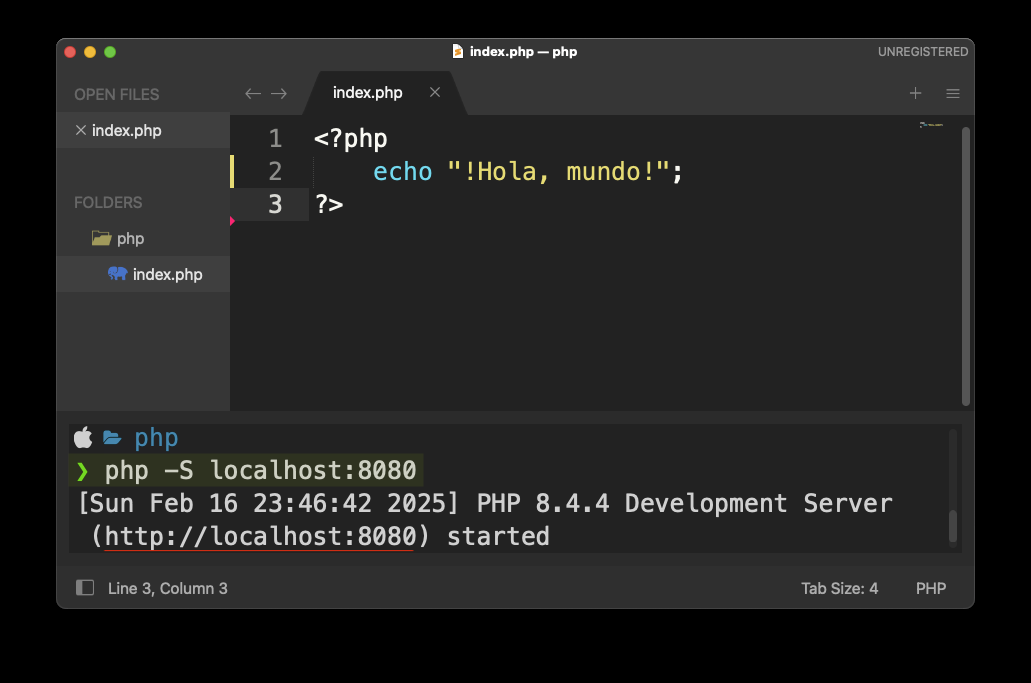 index.php — php
UNREGISTERED
OPEN FILES
index.php
FOLDERS
php
index.php
index.php
1 <?php
2 echo "!Hola, mundo!";
3 ?>
php
❯ php -S localhost:8080
[Sun Feb 16 23:46:42 2025] PHP 8.4.4 Development Server
(http://localhost:8080) started
Line 3, Column 3
Tab Size: 4
PHP